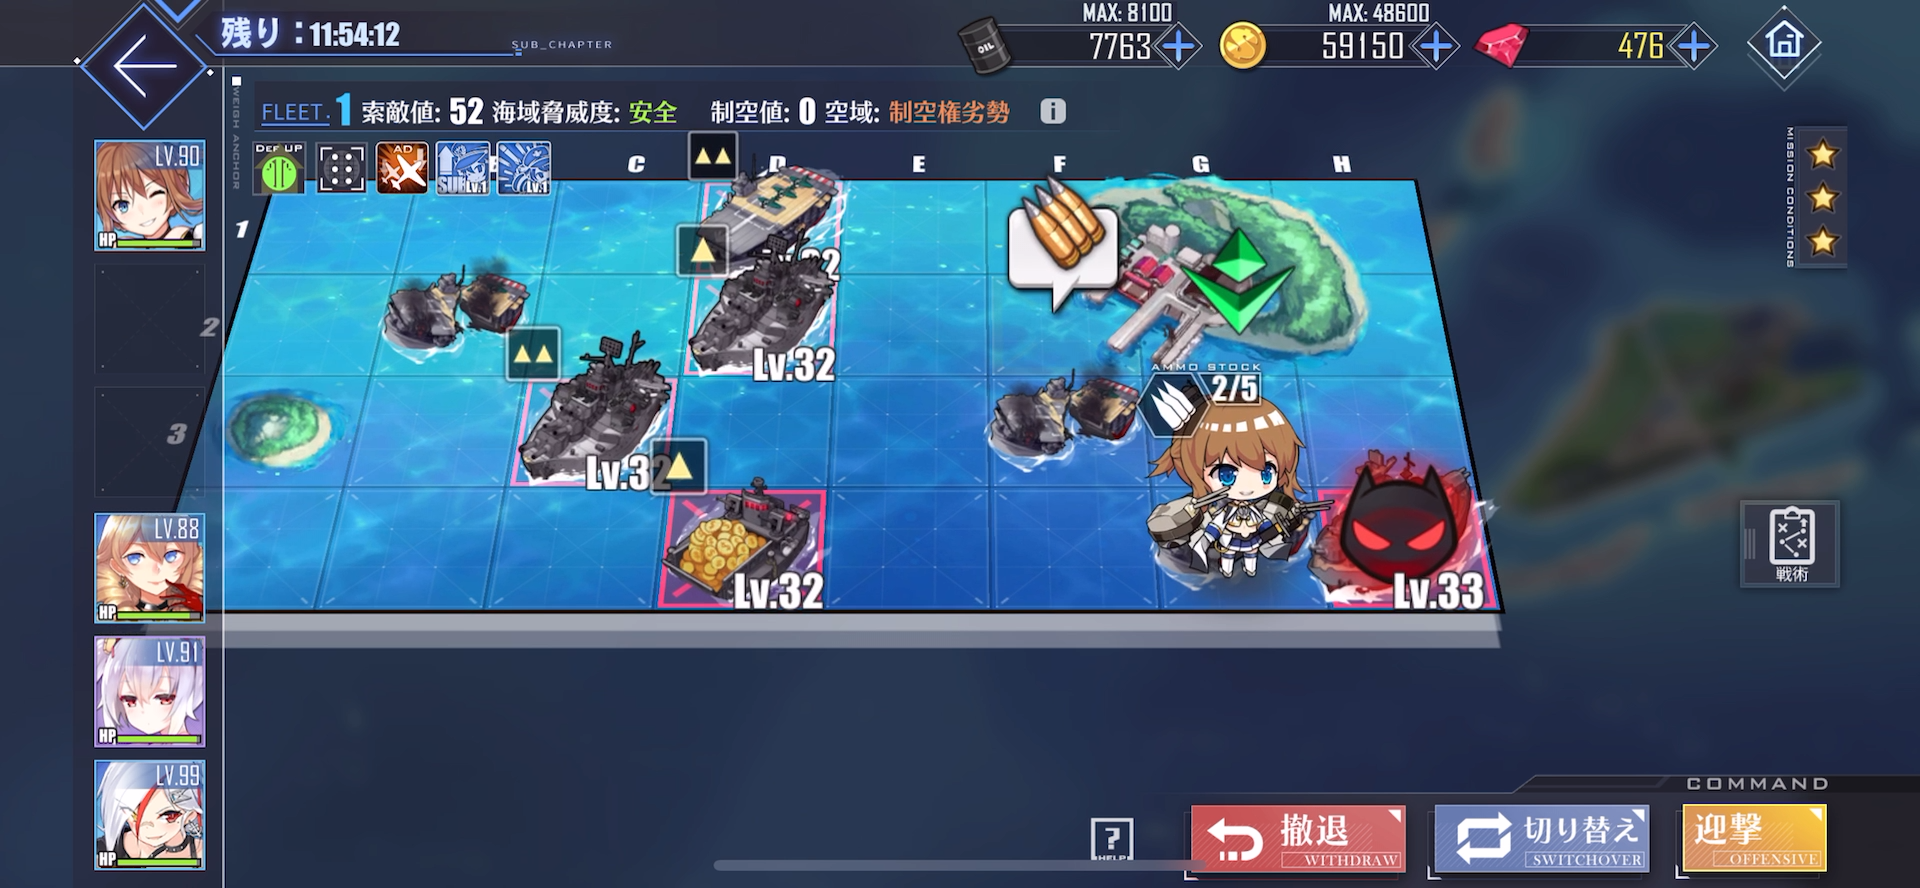 残り：11:54:12
SUB_CHAPTER
MAX: 8100
7763
MAX: 48600
59150
476
OIL
WEIGH ANCHOR
FLEET. 1 索敵値: 52 海域脅威度: 安全 制空値: 0 空域: 制空権劣勢 i
DEF UP
AD
SUB LV.1
LV.1
C D E F G H
MISSION CONDITIONS
LV.90
HP
1
2
3
Lv.32
AMMO STOCK
2/5
Lv.32
Lv.32
Lv.33
LV.88
HP
LV.91
HP
LV.99
HP
戦術
COMMAND
?
HELP
撤退
WITHDRAW
切り替え
SWITCHOVER
迎撃
OFFENSIVE